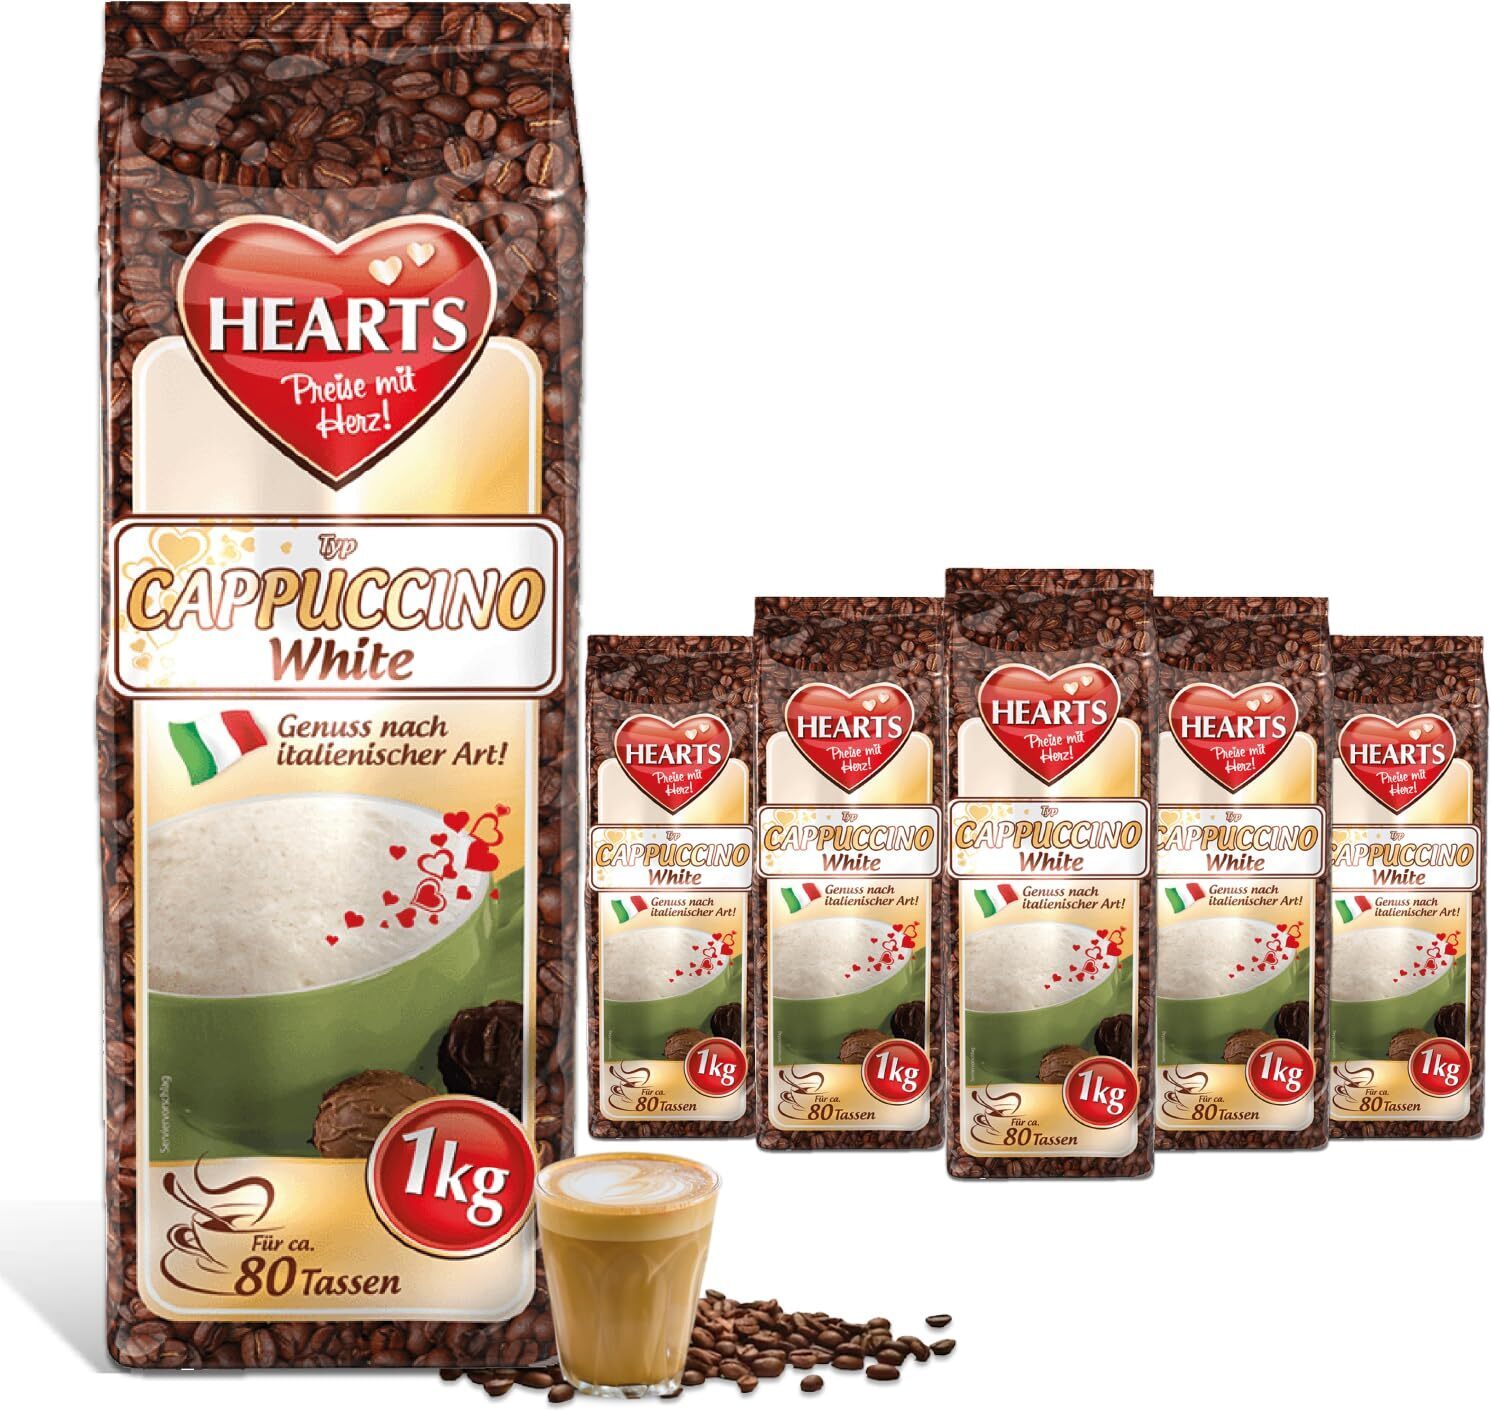 HEARTS
Preise mit
Herz!
Typ
CAPPUCCINO
White
Genuss nach
italienischer Art!
Serviervorschlag
1kg
Für ca.
80 Tassen
HEARTS
Preise mit
Herz!
Typ
CAPPUCCINO
White
Genuss nach
italienischer Art!
1kg
Für ca.
80 Tassen
HEARTS
Preise mit
Herz!
Typ
CAPPUCCINO
White
Genuss nach
italienischer Art!
1kg
Für ca.
80 Tassen
HEARTS
Preise mit
Herz!
Typ
CAPPUCCINO
White
Genuss nach
italienischer Art!
1kg
Für ca.
80 Tassen
HEARTS
Preise mit
Herz!
Typ
CAPPUCCINO
White
Genuss nach
italienischer Art!
1kg
Für ca.
80 Tassen
HEARTS
Preise mit
Herz!
Typ
CAPPUCCINO
White
Genuss nach
italienischer Art!
1kg
Für ca.
80 Tassen